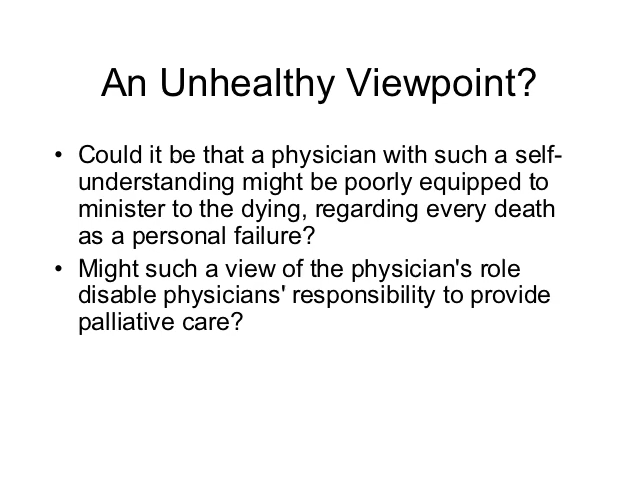 An Unhealthy Viewpoint?
• Could it be that a physician with such a self-
understanding might be poorly equipped to
minister to the dying, regarding every death
as a personal failure?
• Might such a view of the physician's role
disable physicians' responsibility to provide
palliative care?